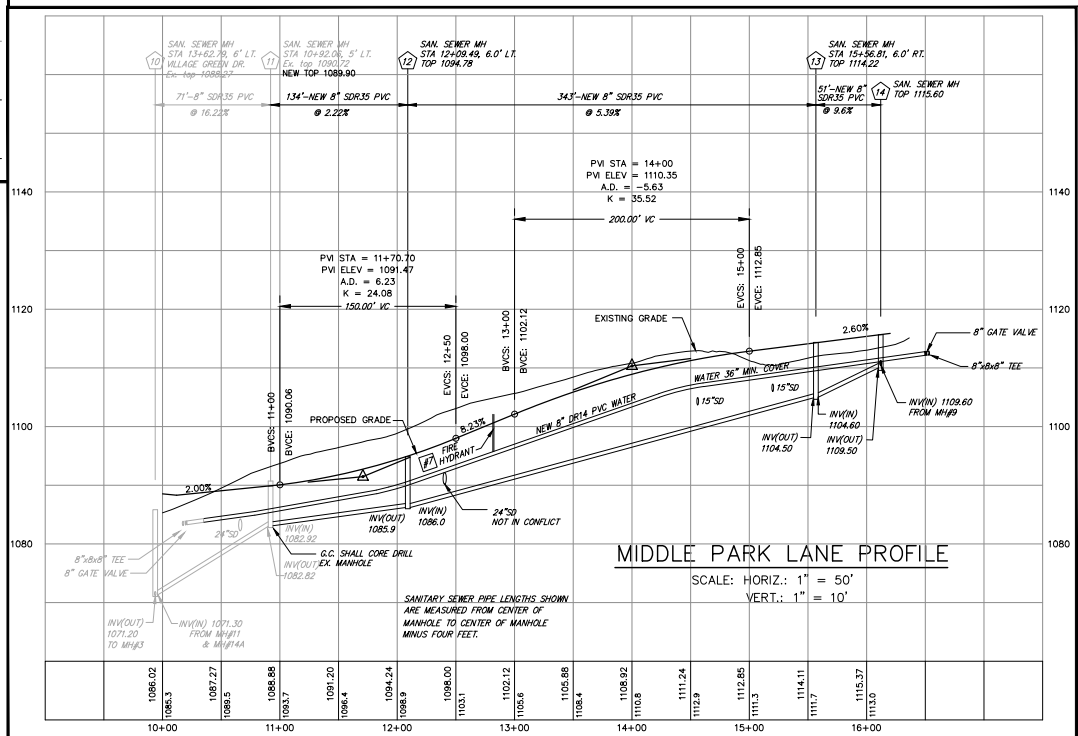 10
SAN. SEWER MH
STA 13+62.79, 6' LT.
VILLAGE GREEN DR.
Ex. top 1088.27
11
SAN. SEWER MH
STA 10+92.06, 5' LT.
Ex. top 1090.72
NEW TOP 1089.90
12
SAN. SEWER MH
STA 12+09.49, 6.0' LT.
TOP 1094.78
13
SAN. SEWER MH
STA 15+56.81, 6.0' RT.
TOP 1114.22
14
SAN. SEWER MH
TOP 1115.60
71'-8" SDR35 PVC
@ 16.22%
134'-NEW 8" SDR35 PVC
@ 2.22%
343'-NEW 8" SDR35 PVC
@ 5.39%
51'-NEW 8"
SDR35 PVC
@ 9.6%
PVI STA = 14+00
PVI ELEV = 1110.35
A.D. = -5.63
K = 35.52
200.00' VC
1140
1140
PVI STA = 11+70.70
PVI ELEV = 1091.47
A.D. = 6.23
K = 24.08
150.00' VC
BVCS: 11+00
BVCE: 1090.06
EVCS: 12+50
EVCE: 1098.00
BVCS: 13+00
BVCE: 1102.12
EVCS: 15+00
EVCE: 1112.85
1120
1120
EXISTING GRADE
2.60%
8" GATE VALVE
8"x8x8" TEE
WATER 36" MIN. COVER
15"SD
15"SD
NEW 8" DR14 PVC WATER
PROPOSED GRADE
8.23%
#7
FIRE
HYDRANT
INV(IN) 1109.60
FROM MH#9
INV(IN)
1104.60
INV(OUT)
1104.50
INV(OUT)
1109.50
1100
1100
2.00%
24"SD
NOT IN CONFLICT
INV(IN)
1086.0
INV(OUT)
1085.9
24"SD
INV(IN)
1082.92
INV(OUT)
1082.82
G.C. SHALL CORE DRILL
EX. MANHOLE
8"x8x8" TEE
8" GATE VALVE
1080
1080
MIDDLE PARK LANE PROFILE
SCALE: HORIZ.: 1" = 50'
VERT.: 1" = 10'
SANITARY SEWER PIPE LENGTHS SHOWN
ARE MEASURED FROM CENTER OF
MANHOLE TO CENTER OF MANHOLE
MINUS FOUR FEET.
INV(OUT)
1071.20
TO MH#3
INV(IN) 1071.30
FROM MH#11
& MH#14A
1086.02
1085.3
1087.27
1089.5
1088.88
1093.7
1091.20
1096.4
1094.24
1098.9
1098.00
1103.1
1102.12
1105.6
1105.88
1108.4
1108.92
1110.8
1111.24
1112.9
1112.85
1111.3
1114.11
1111.7
1115.37
1113.0
10+00
11+00
12+00
13+00
14+00
15+00
16+00